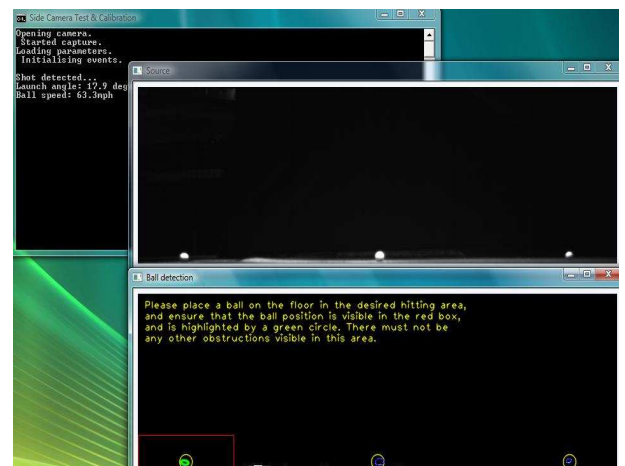 Side Camera Test & Calibration
Opening camera.
Started capture.
Loading parameters.
Initialising events.
Shot detected...
Launch angle: 17.9 deg
Ball speed: 63.3mph
Source
Ball detection
Please place a ball on the floor in the desired hitting area,
and ensure that the ball position is visible in the red box,
and is highlighted by a green circle. There must not be
any other obstructions visible in this area.